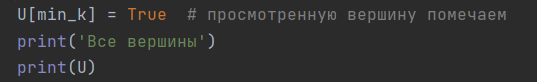 U[min_k] = True  # просмотренную вершину помечаем
print('Все вершины')
print(U)